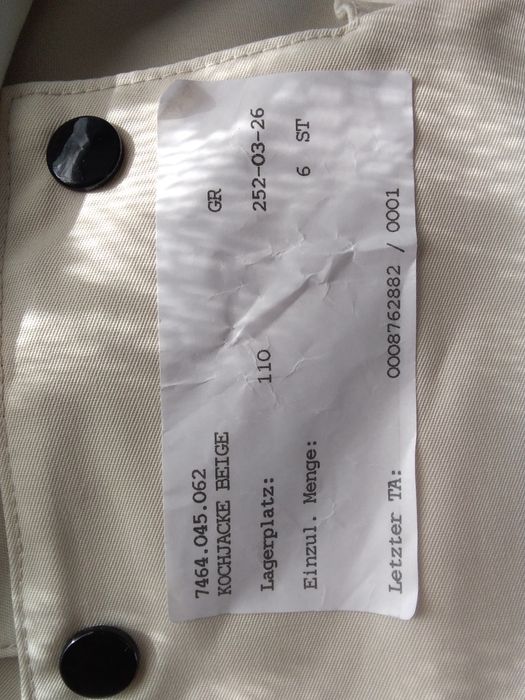 7464.045.062
KOCHJACKE BEIGE GR
Lagerplatz: 110 252-03-26
Einzul. Menge: 6 ST
Letzter TA: 0008762882 / 0001